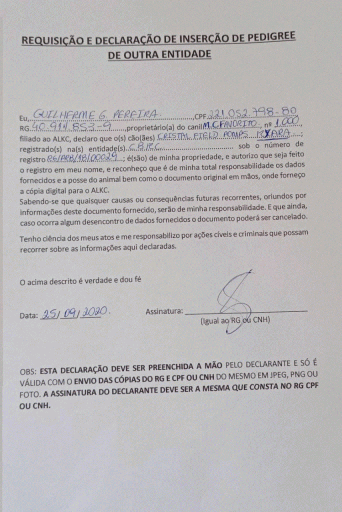 REQUISIÇÃO E DECLARAÇÃO DE INSERÇÃO DE PEDIGREE
DE OUTRA ENTIDADE
Eu, GUILHERME G PEREIRA CPF 221.052.798-80
RG 40.914.853-9 ,proprietário(a) do canil M.C FAVORITO , nº 1.000
filiado ao ALKC, declaro que o(s) cão(ães) CRESTAL FIELD POMPS
registrado(s) na(s) entidade(s) C.B.K.C sob o número de
registro , é(são) de minha propriedade, e autorizo que seja feito
o registro em meu nome, e reconheço que é de minha total responsabilidade os dados
fornecidos e a posse do animal bem como o documento original em mãos, onde forneço
a cópia digital para o ALKC.
Sabendo-se que quaisquer causas ou consequências futuras recorrentes, oriundos por
informações deste documento fornecido, serão de minha responsabilidade. E que ainda,
caso ocorra algum desencontro de dados fornecidos o documento poderá ser cancelado.
Tenho ciência dos meus atos e me responsabilizo por ações cíveis e criminais que possam
recorrer sobre as informações aqui declaradas.
O acima descrito é verdade e dou fé
Data: 25/09/2020. Assinatura:
(Igual ao RG ou CNH)
OBS: ESTA DECLARAÇÃO DEVE SER PREENCHIDA A MÃO PELO DECLARANTE E SÓ É
VÁLIDA COM O ENVIO DAS CÓPIAS DO RG E CPF OU CNH DO MESMO EM JPEG, PNG OU
FOTO. A ASSINATURA DO DECLARANTE DEVE SER A MESMA QUE CONSTA NO RG CPF
OU CNH.